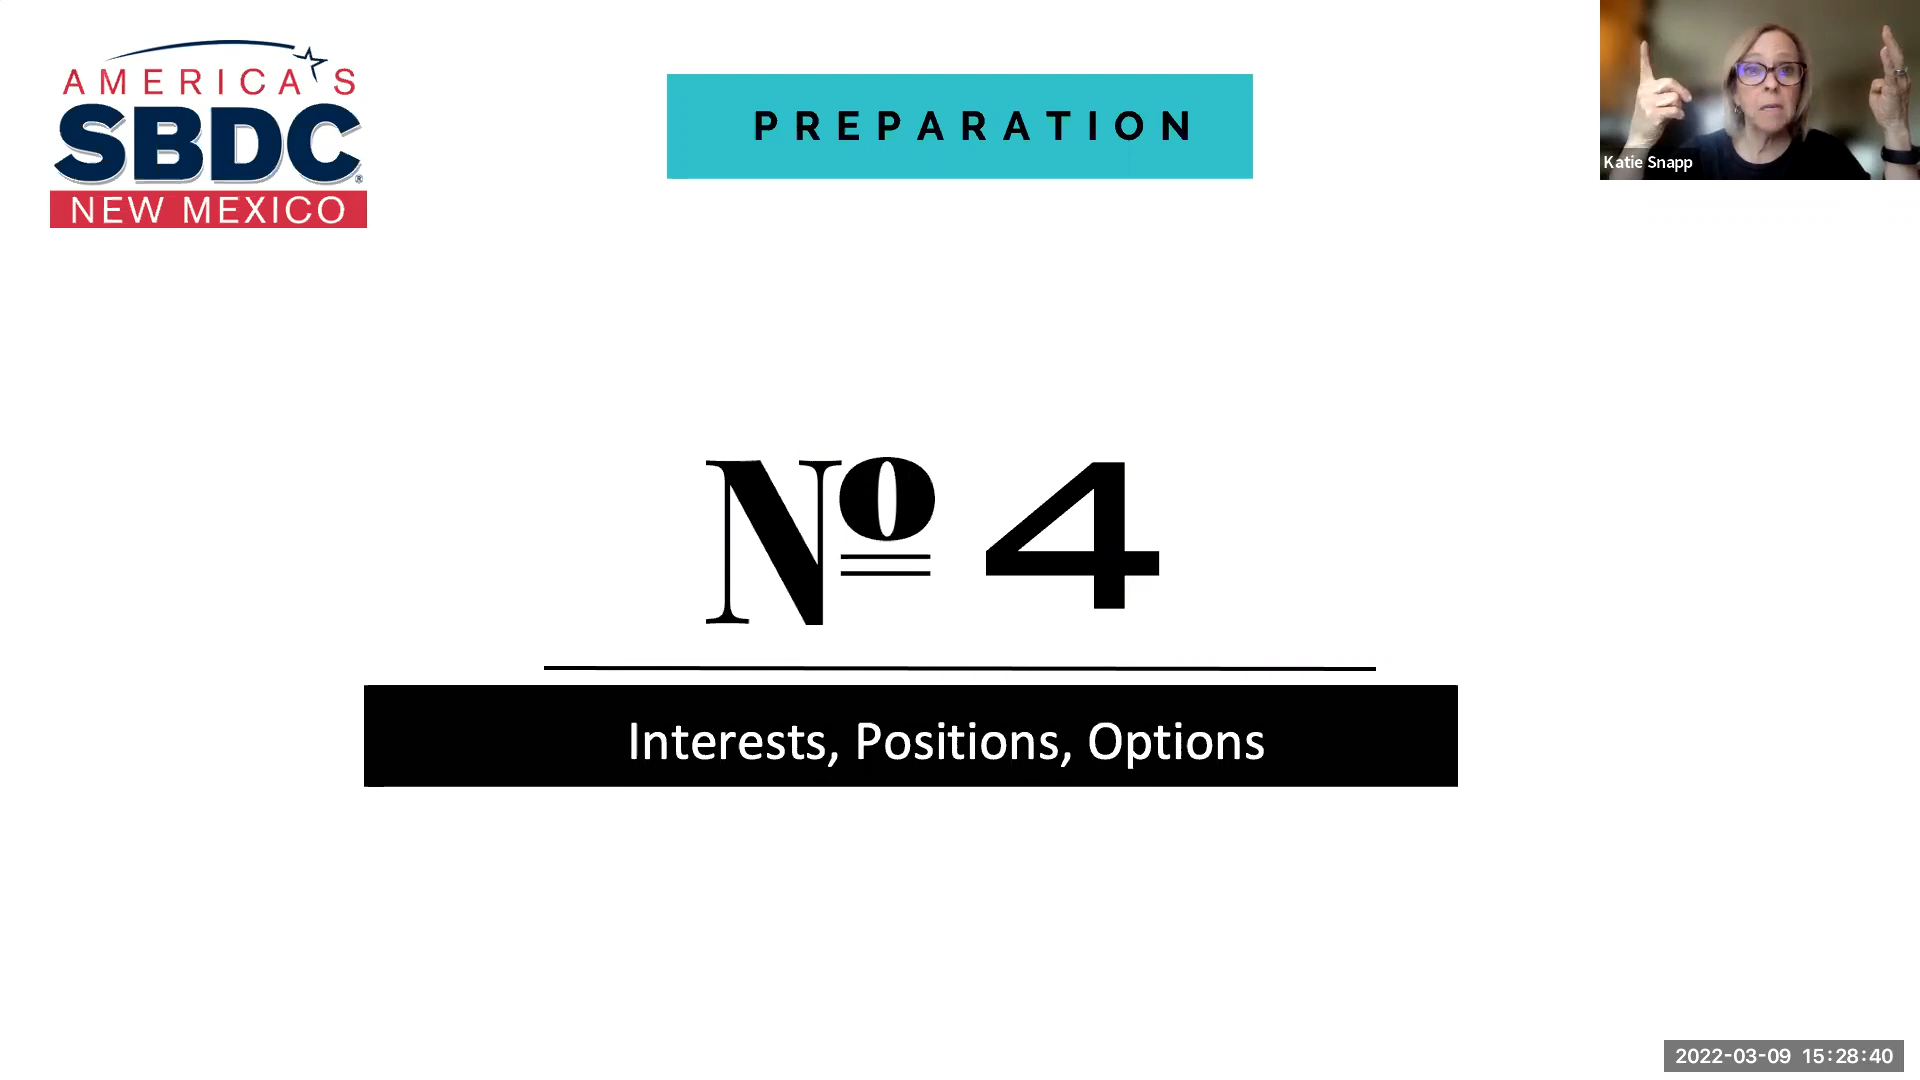 AMERICA'S
SBDC
®
NEW MEXICO
PREPARATION
Katie Snapp
№ 4
Interests, Positions, Options
2022-03-09 15:28:40